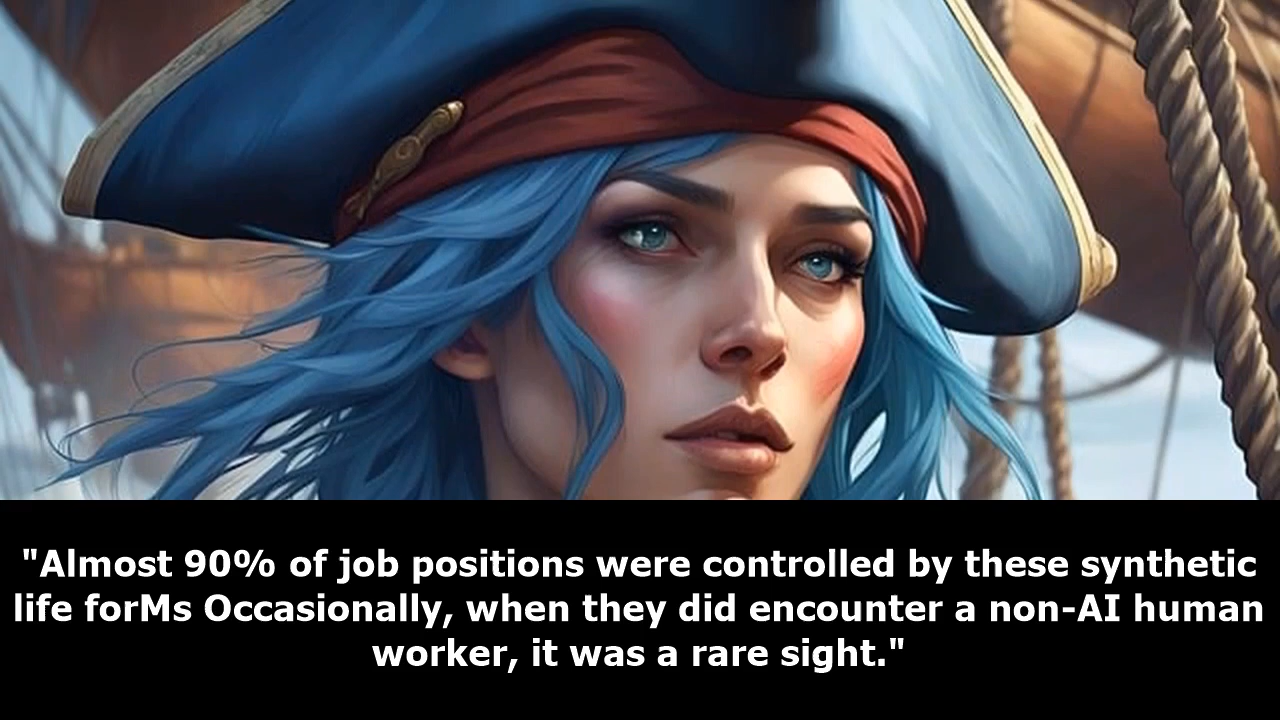 "Almost 90% of job positions were controlled by these synthetic
life forMs Occasionally, when they did encounter a non-AI human
worker, it was a rare sight."